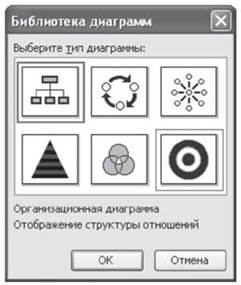 Библиотека диаграмм
Выберите тип диаграммы:
Организационная диаграмма
Отображение структуры отношений
ОК
Отмена